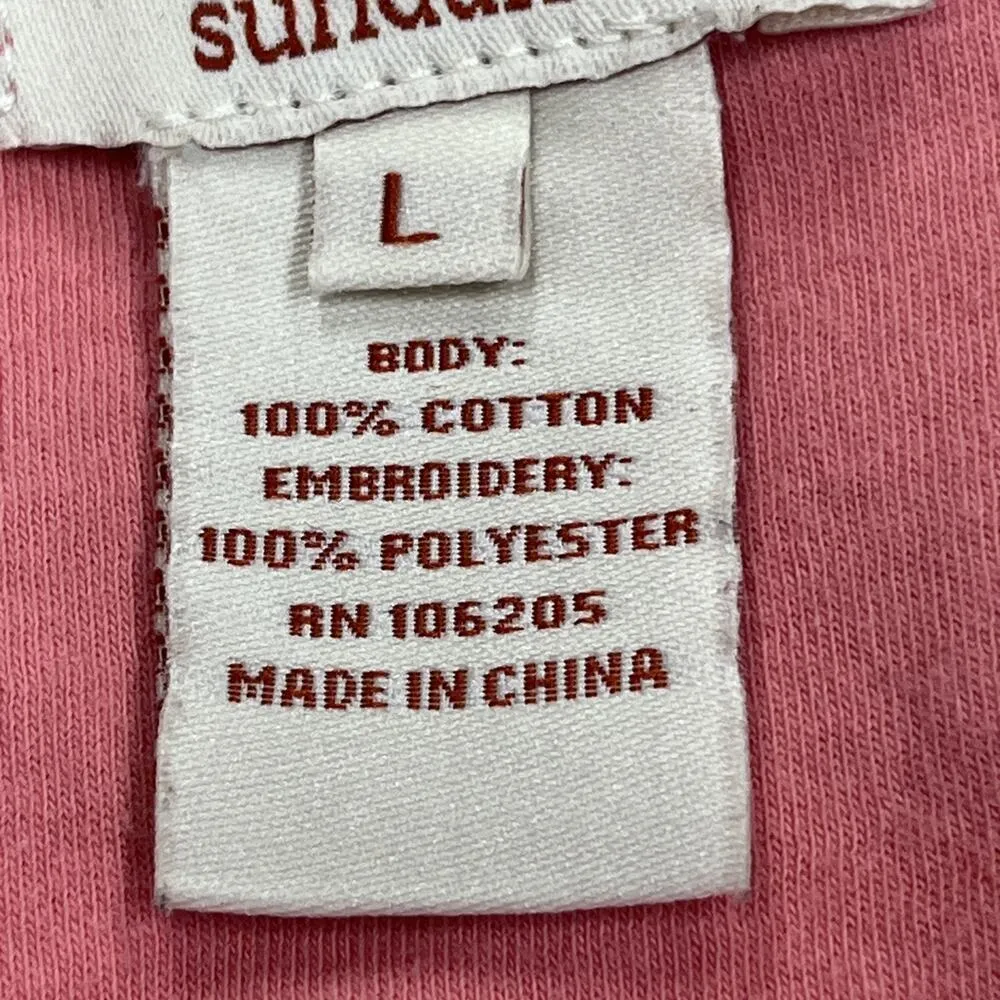 L
BODY:
100% COTTON
EMBROIDERY:
100% POLYESTER
RN 106205
MADE IN CHINA